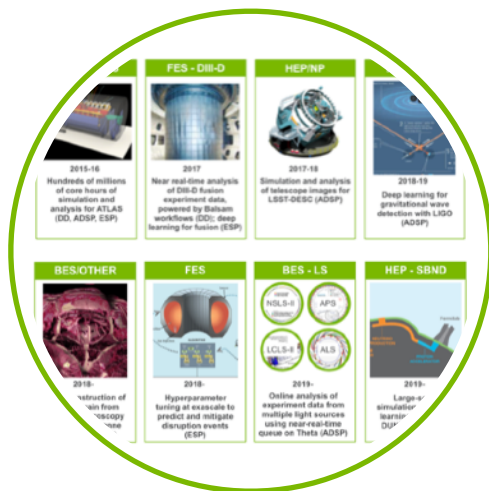 FES - DIII-D
HEP/NP
2015-16
Hundreds of millions
of core hours of
simulation and
analysis for ATLAS
(DD, ADSP, ESP)
2017
Near real-time analysis
of DIII-D fusion
experiment data,
powered by Balsam
workflows (DD); deep
learning for fusion (ESP)
2017-18
Simulation and analysis
of telescope images for
LSST-DESC (ADSP)
2018-19
Deep learning for
gravitational wave
detection with LIGO
(ADSP)
BES/OTHER
FES
BES - LS
HEP - SBND
NSLS-II
APS
LCLS-II
ALS
2018-
2018-
Hyperparameter
tuning at exascale to
predict and mitigate
disruption events
(ESP)
2019-
Online analysis of
experiment data from
multiple light sources
using near-real-time
queue on Theta (ADSP)
2019-